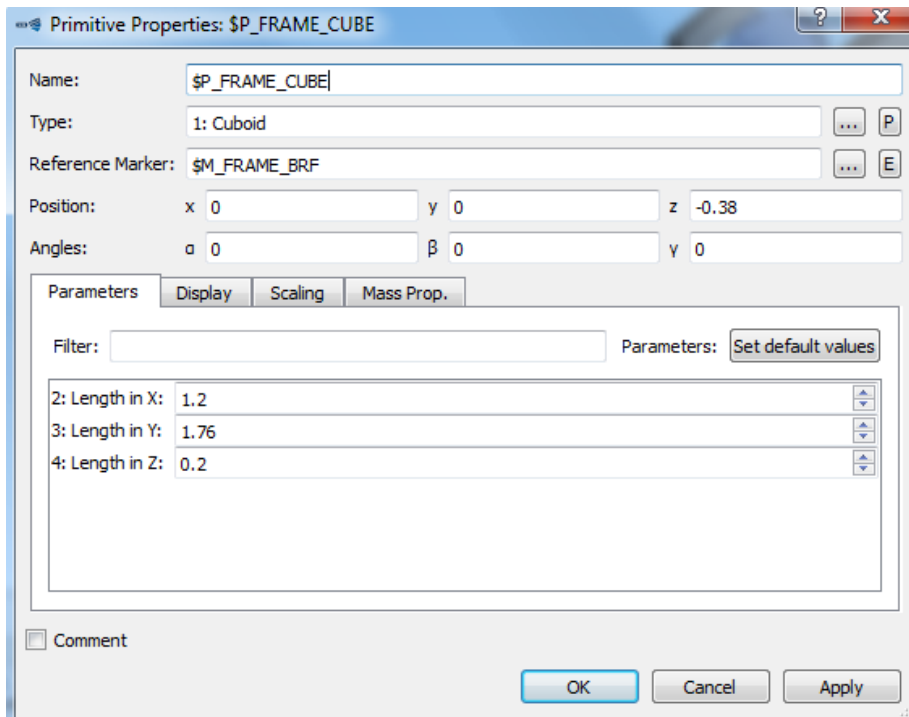 Primitive Properties: $P_FRAME_CUBE ? X
Name: $P_FRAME_CUBE
Type: 1: Cuboid ... P
Reference Marker: $M_FRAME_BRF ... E
Position: x 0 y 0 z -0.38
Angles: α 0 β 0 γ 0
Parameters Display Scaling Mass Prop.
Filter: Parameters: Set default values
2: Length in X: 1.2
3: Length in Y: 1.76
4: Length in Z: 0.2
Comment
OK Cancel Apply